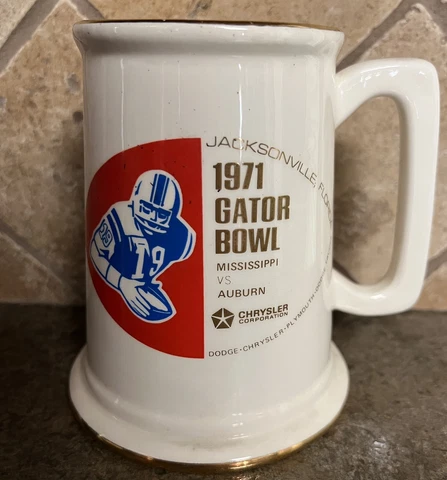 JACKSONVILLE,
1971
GATOR
BOWL
MISSISSIPPI
VS
AUBURN
CHRYSLER
CORPORATION
DODGE•CHRYSLER•PLYMOUTH
19